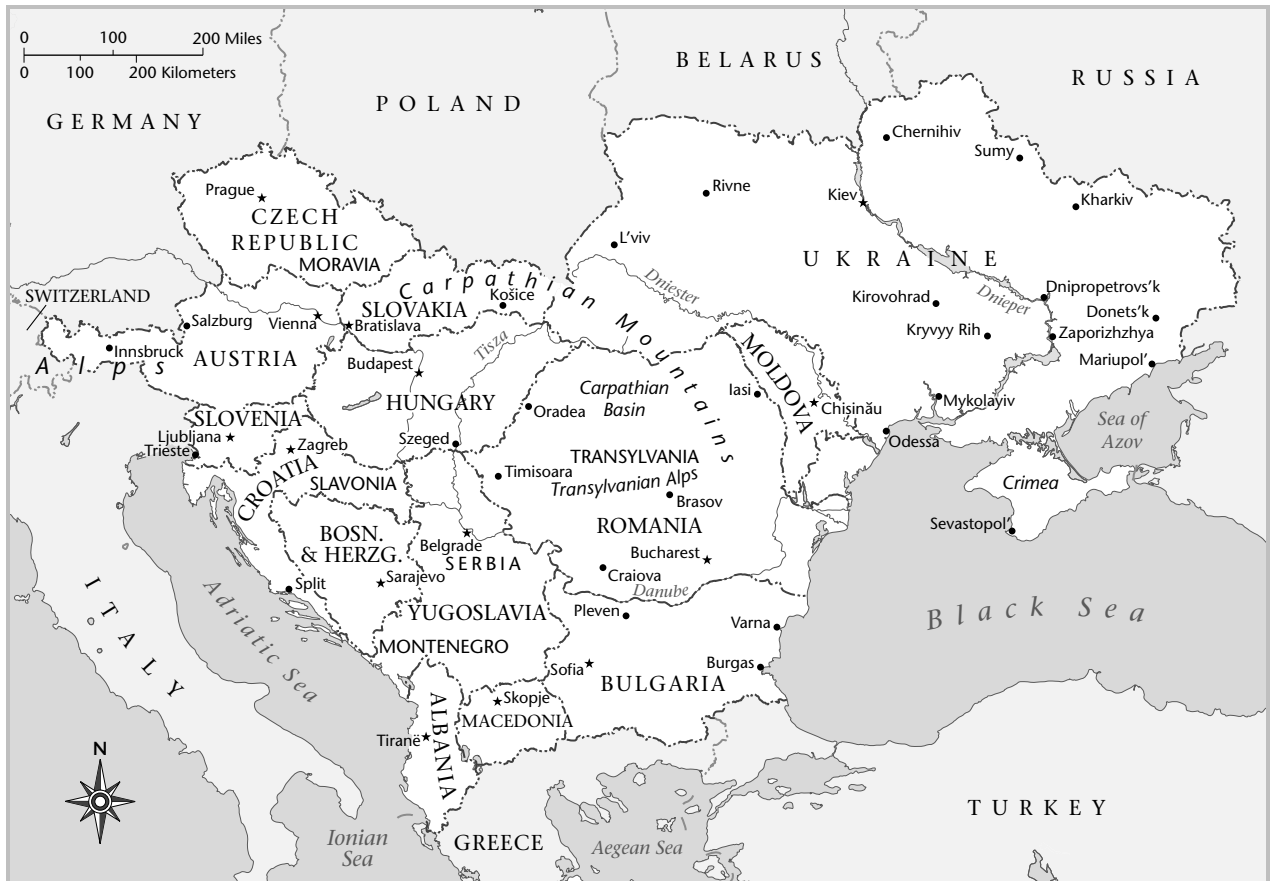 0 100 200 Miles
0 100 200 Kilometers
BELARUS
RUSSIA
POLAND
GERMANY
Chernihiv
Sumy
Prague
Rivne
Kiev
Kharkiv
CZECH
REPUBLIC
MORAVIA
L'viv
UKRAINE
Carpathian Mountains
SWITZERLAND
SLOVAKIA
Košice
Dniester
Kirovohrad
Dnieper
Dnipropetrovs'k
Salzburg
Vienna
Bratislava
Donets'k
Kryvyy Rih
Zaporizhzhya
Innsbruck
AUSTRIA
Tisza
MOLDOVA
Mariupol'
Alps
Budapest
Carpathian
Basin
Iasi
HUNGARY
Oradea
Chisinău
Mykolayiv
SLOVENIA
Sea of
Azov
Ljubljana
Zagreb
Szeged
Odessa
Trieste
CROATIA
TRANSYLVANIA
Timisoara
SLAVONIA
Transylvanian Alps
Crimea
Brasov
BOSN.
& HERZG.
ROMANIA
Sevastopol'
Belgrade
SERBIA
Bucharest
Split
Sarajevo
Craiova
Danube
ITALY
Adriatic Sea
YUGOSLAVIA
Pleven
Black Sea
Varna
MONTENEGRO
Sofia
Burgas
BULGARIA
ALBANIA
Skopje
MACEDONIA
Tiranë
N
TURKEY
Ionian
Sea
GREECE
Aegean Sea